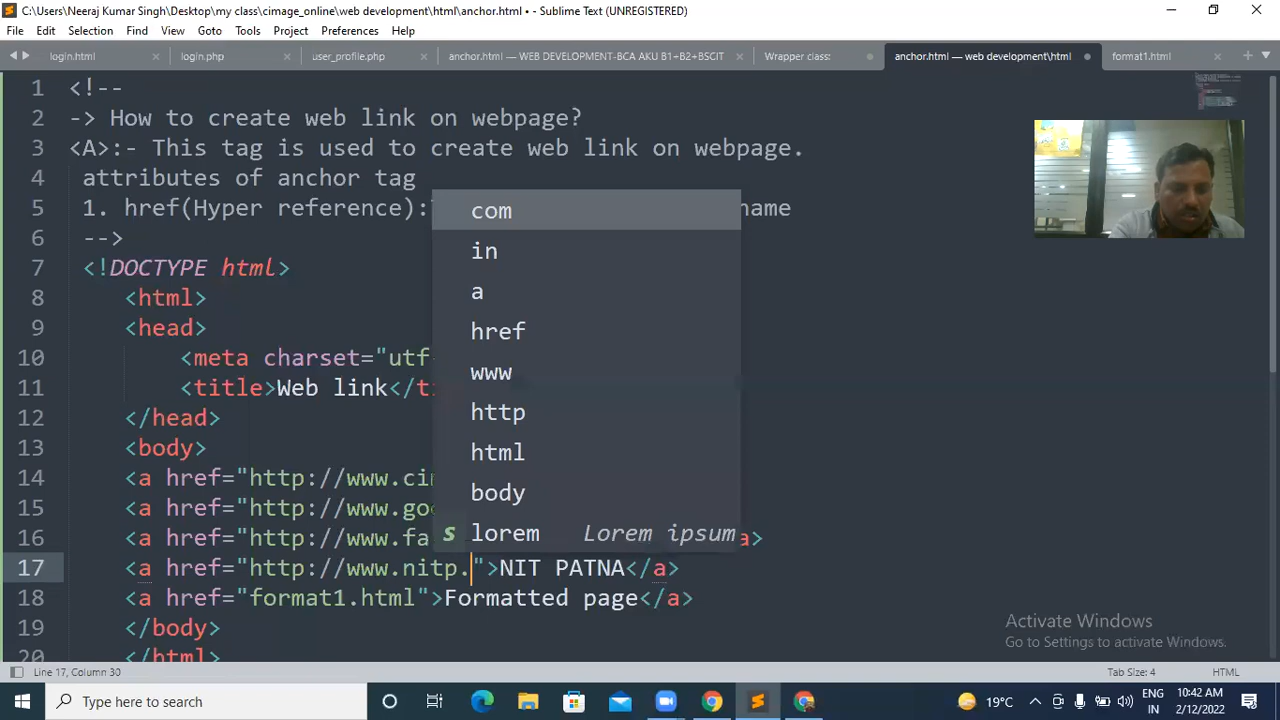 C:\Users\Neeraj Kumar Singh\Desktop\my class\cimage_online\web development\html\anchor.html • - Sublime Text (UNREGISTERED)
File Edit Selection Find View Goto Tools Project Preferences Help
login.html login.php user_profile.php anchor.html — WEB DEVELOPMENT-BCA AKU B1+B2+BSCIT Wrapper class: anchor.html — web development\html format1.html
1 <!--
2 -> How to create web link on webpage?
3 <A>:- This tag is used to create web link on webpage.
4 attributes of anchor tag
5 1. href(Hyper reference): name
6 -->
7 <!DOCTYPE html>
8 <html>
9 <head>
10 <meta charset="utf
11 <title>Web link</ti
12 </head>
13 <body>
14 <a href="http://www.ci
15 <a href="http://www.go
16 <a href="http://www.fa a>
17 <a href="http://www.nitp.">NIT PATNA</a>
18 <a href="format1.html">Formatted page</a>
19 </body>
20 </html>
com
in
a
href
www
http
html
body
s lorem Lorem ipsum
Activate Windows
Go to Settings to activate Windows.
Line 17, Column 30 Tab Size: 4 HTML
Type here to search 19°C ENG IN 10:42 AM 2/12/2022